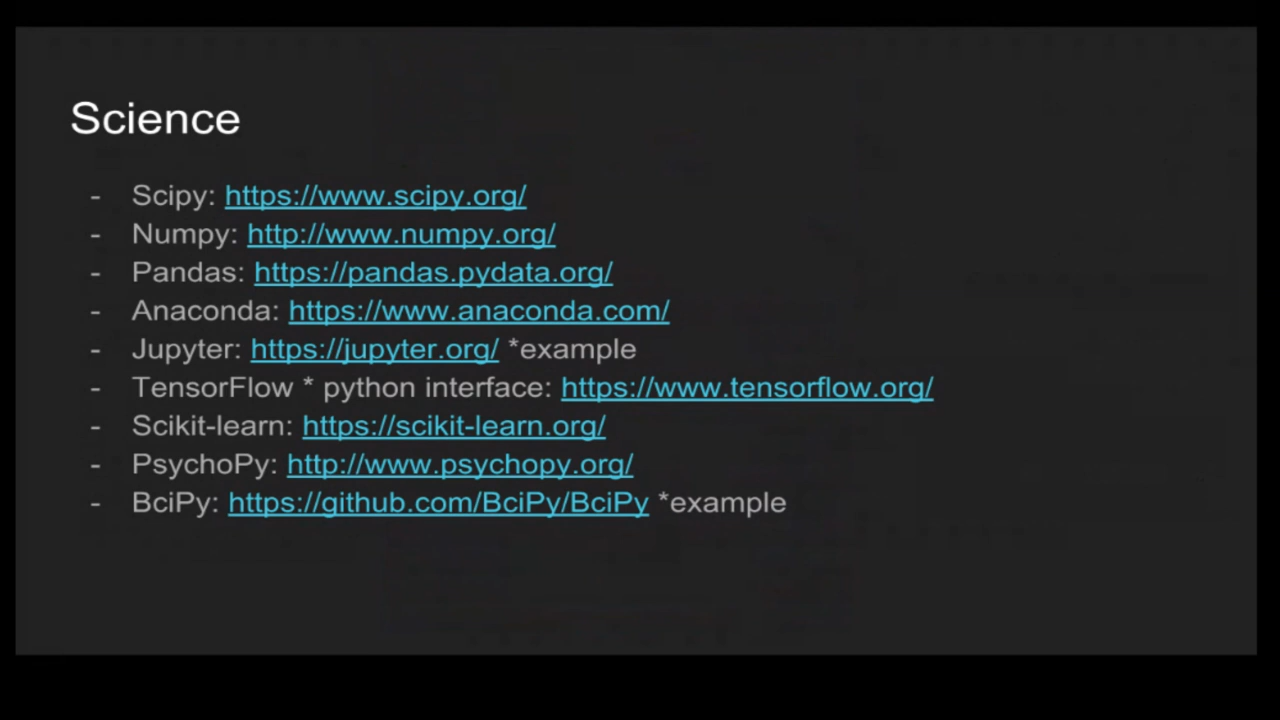 Science
- Scipy: https://www.scipy.org/
- Numpy: http://www.numpy.org/
- Pandas: https://pandas.pydata.org/
- Anaconda: https://www.anaconda.com/
- Jupyter: https://jupyter.org/ *example
- TensorFlow * python interface: https://www.tensorflow.org/
- Scikit-learn: https://scikit-learn.org/
- PsychoPy: http://www.psychopy.org/
- BciPy: https://github.com/BciPy/BciPy *example